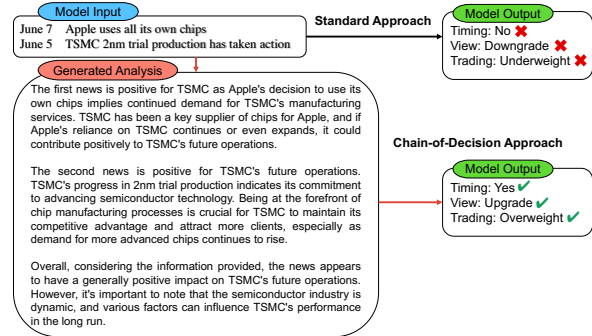 Model Input
June 7 Apple uses all its own chips
June 5 TSMC 2nm trial production has taken action
Standard Approach
Model Output
Timing: No
View: Downgrade
Trading: Underweight
Generated Analysis
The first news is positive for TSMC as Apple's decision to use its
own chips implies continued demand for TSMC's manufacturing
services. TSMC has been a key supplier of chips for Apple, and if
Apple's reliance on TSMC continues or even expands, it could
contribute positively to TSMC's future operations.
The second news is positive for TSMC's future operations.
TSMC's progress in 2nm trial production indicates its commitment
to advancing semiconductor technology. Being at the forefront of
chip manufacturing processes is crucial for TSMC to maintain its
competitive advantage and attract more clients, especially as
demand for more advanced chips continues to rise.
Overall, considering the information provided, the news appears
to have a generally positive impact on TSMC's future operations.
However, it's important to note that the semiconductor industry is
dynamic, and various factors can influence TSMC's performance
in the long run.
Chain-of-Decision Approach
Model Output
Timing: Yes
View: Upgrade
Trading: Overweight